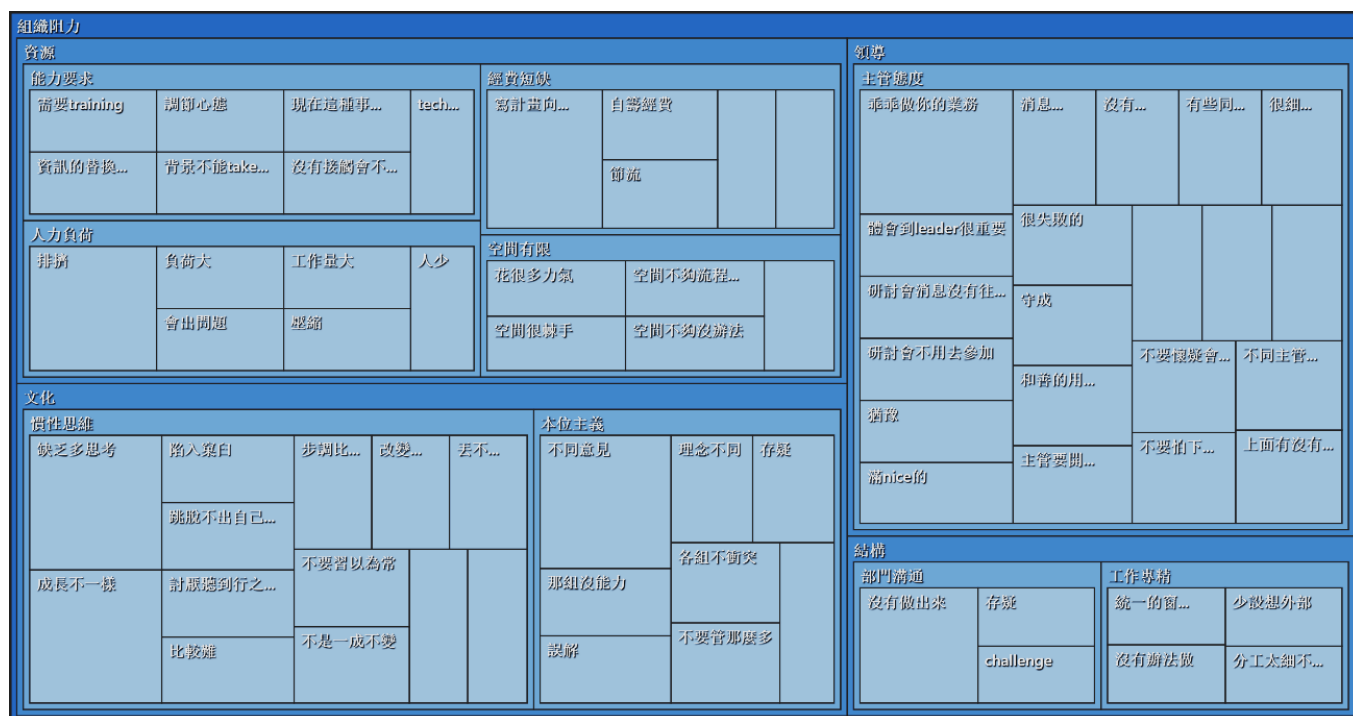 組織阻力
資源
能力要求
需要training
調節心態
現在這種事...
tech...
資訊的替換...
背景不能take...
沒有接觸會不...
經費短缺
寫計畫向...
自籌經費
節流
人力負荷
排擠
負荷大
工作量大
人少
會出問題
壓縮
空間有限
花很多力氣
空間不夠流程...
空間很棘手
空間不夠沒辦法
文化
慣性思維
缺乏多思考
陷入窠臼
步調比...
改變...
丟不...
跳脫不出自己...
不要習以為常
成長不一樣
討厭聽到行之...
比較難
不是一成不變
本位主義
不同意見
理念不同
存疑
各組不衝突
那組沒能力
不要管那麼多
誤解
領導
主管態度
乖乖做你的業務
消息...
沒有...
有些同...
很細...
體會到leader很重要
很失敗的
研討會消息沒有往...
守成
研討會不用去參加
和善的用...
不要懷疑會...
不同主管...
猶豫
主管要開...
不要怕下...
上面有沒有...
滿nice的
結構
部門溝通
沒有做出來
存疑
challenge
工作專精
統一的窗...
少設想外部
沒有辦法做
分工太細不...